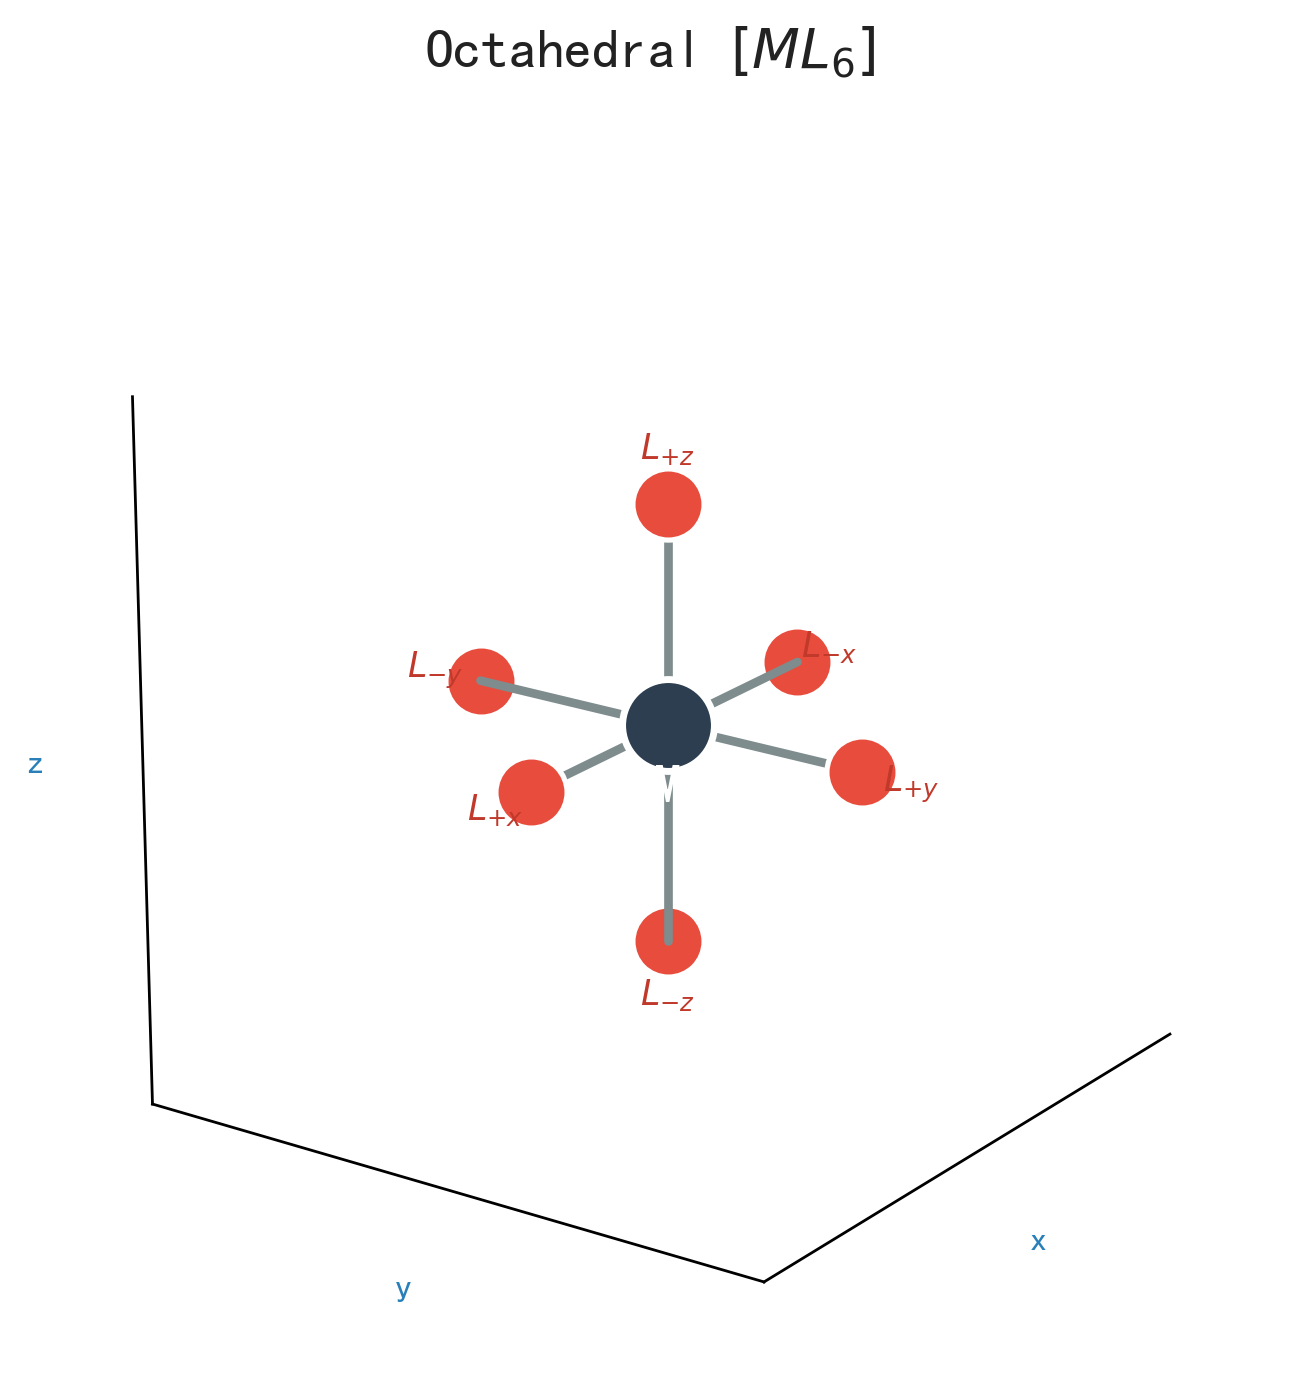 Octahedral [ML₆]
L₊z
L₋x
L₋y
L₊y
L₊x
L₋z
z
x
y